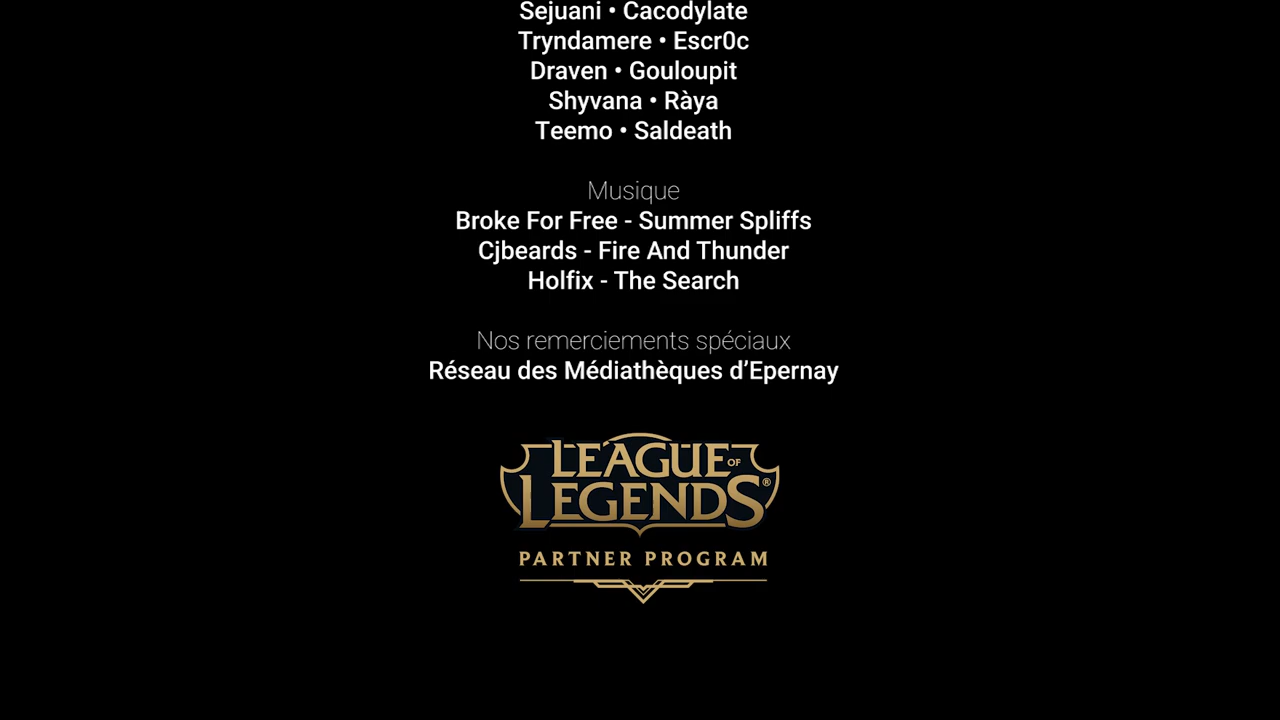 Sejuani • Cacodylate
Tryndamere • Escr0c
Draven • Gouloupit
Shyvana • Ràya
Teemo • Saldeath
Musique
Broke For Free - Summer Spliffs
Cjbeards - Fire And Thunder
Holfix - The Search
Nos remerciements spéciaux
Réseau des Médiathèques d’Epernay
LEAGUE OF
LEGENDS®
PARTNER PROGRAM